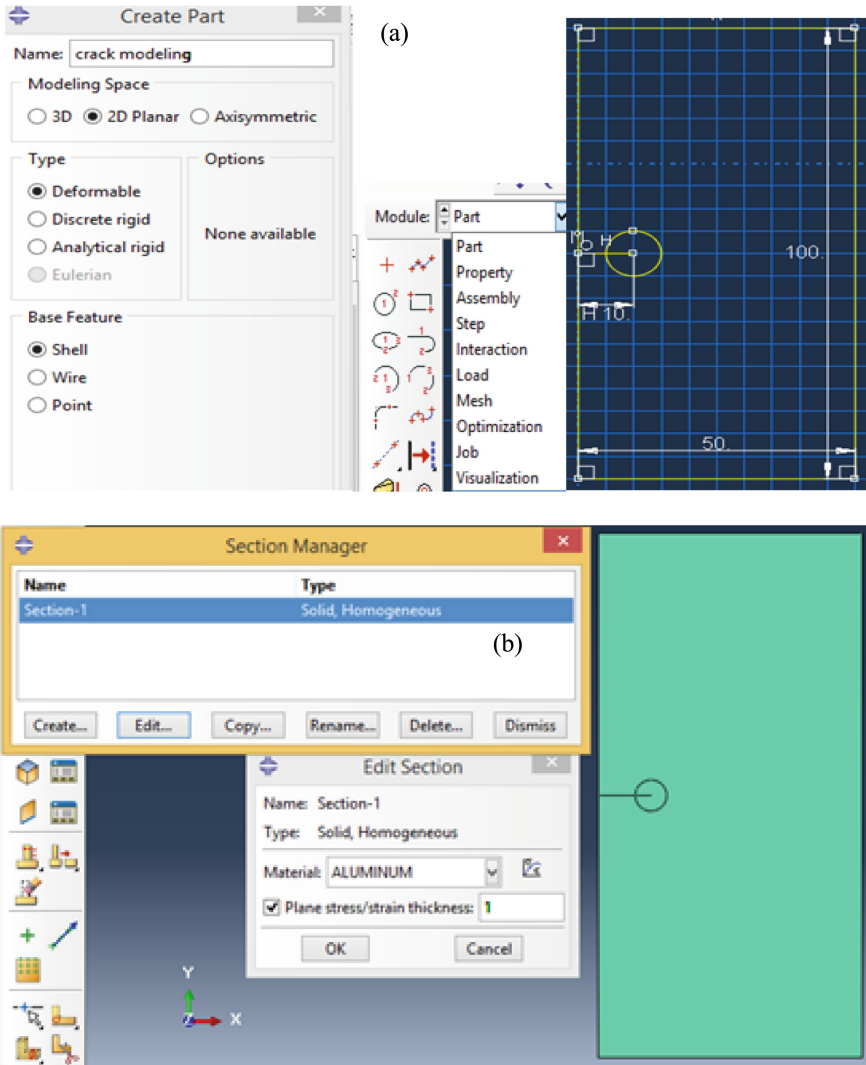 Create Part
(a)
Name: crack modeling
Modeling Space
3D 2D Planar Axisymmetric
Type
Options
Deformable
Discrete rigid
Analytical rigid
Eulerian
None available
Base Feature
Shell
Wire
Point
Module: Part
Part
Property
Assembly
Step
Interaction
Load
Mesh
Optimization
Job
Visualization
H
100.
H 10.
50.
Section Manager
Name Type
Section-1 Solid, Homogeneous
(b)
Create... Edit... Copy... Rename... Delete... Dismiss
Edit Section
Name: Section-1
Type: Solid, Homogeneous
Material: ALUMINUM
Plane stress/strain thickness: 1
OK Cancel
Y
X